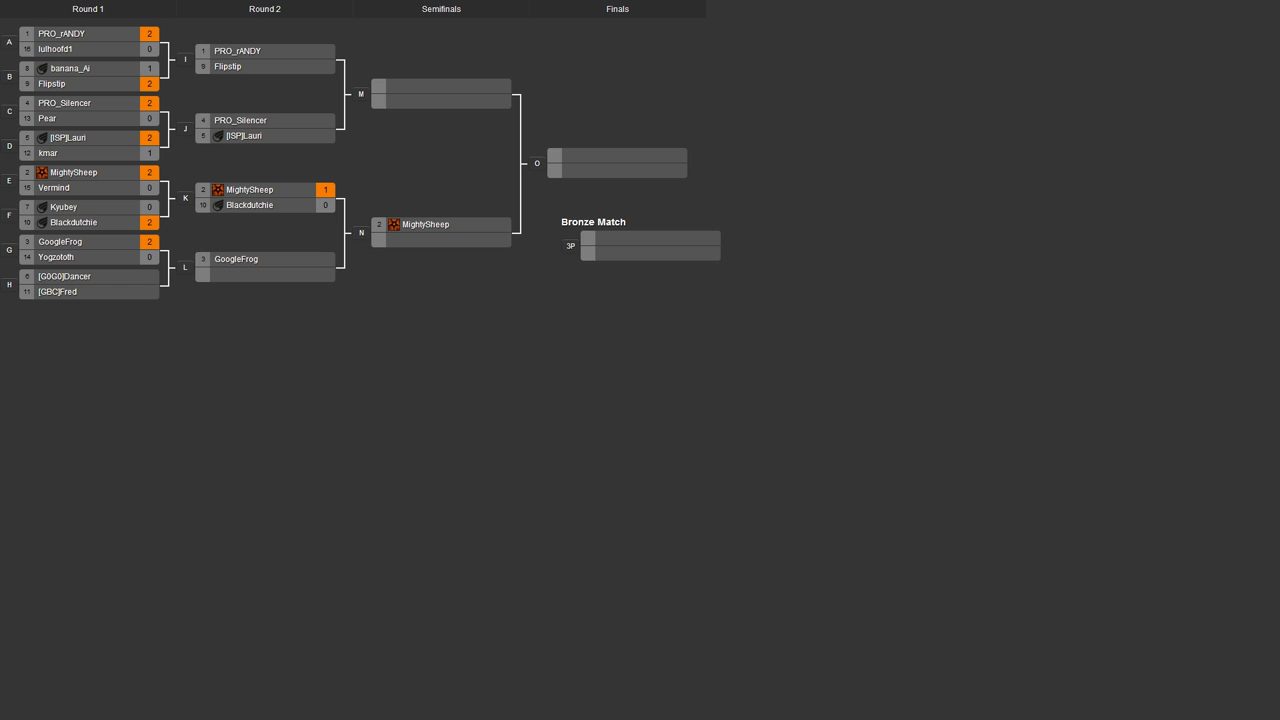 Round 1 Round 2 Semifinals Finals
A
1 PRO_rANDY 2
16 lulhoofd1 0
B
8 banana_Ai 1
9 Flipstip 2
C
4 PRO_Silencer 2
13 Pear 0
D
5 [ISP]Lauri 2
12 kmar 1
E
2 MightySheep 2
15 Vermind 0
F
7 Kyubey 0
10 Blackdutchie 2
G
3 GoogleFrog 2
14 Yogzototh 0
H
6 [G0G0]Dancer
11 [GBC]Fred
I
1 PRO_rANDY
9 Flipstip
J
4 PRO_Silencer
5 [ISP]Lauri
K
2 MightySheep 1
10 Blackdutchie 0
L
3 GoogleFrog
M
N
2 MightySheep
O
Bronze Match
3P